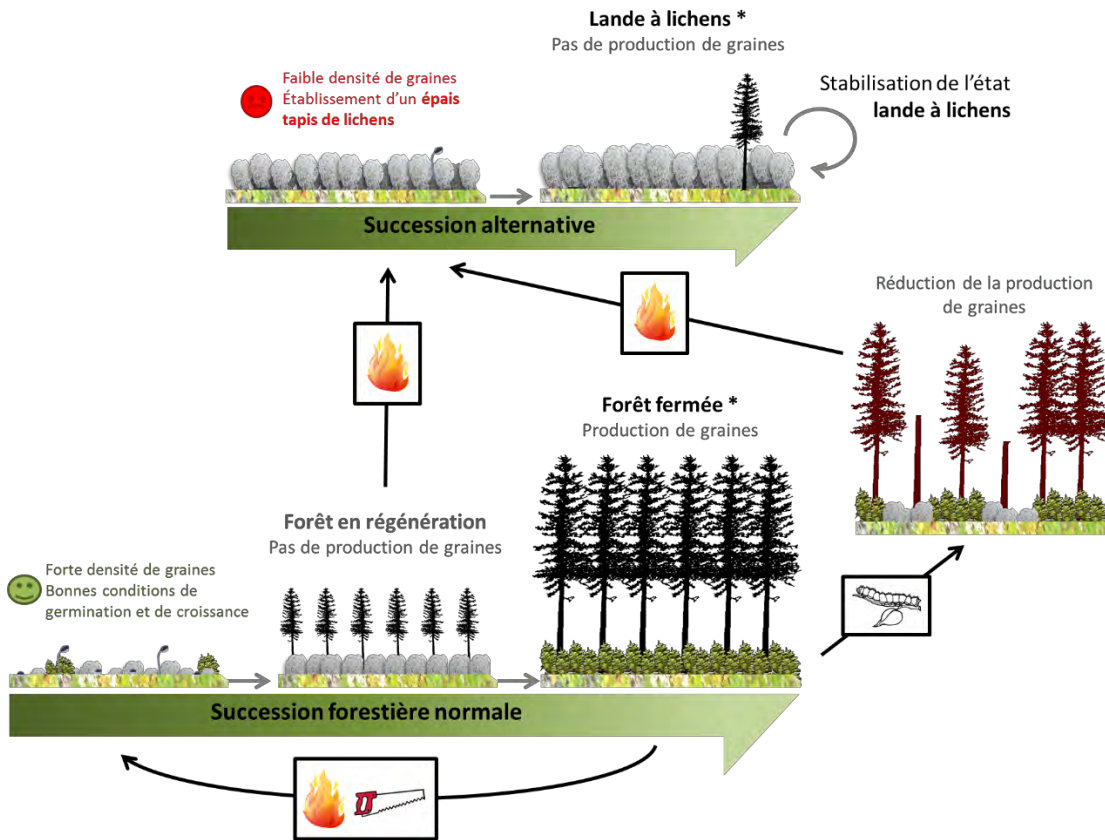 Lande à lichens *
Pas de production de graines
Faible densité de graines
Établissement d'un épais
tapis de lichens
Stabilisation de l'état
lande à lichens
Succession alternative
Réduction de la production
de graines
Forêt fermée *
Production de graines
Forêt en régénération
Pas de production de graines
Forte densité de graines
Bonnes conditions de
germination et de croissance
Succession forestière normale